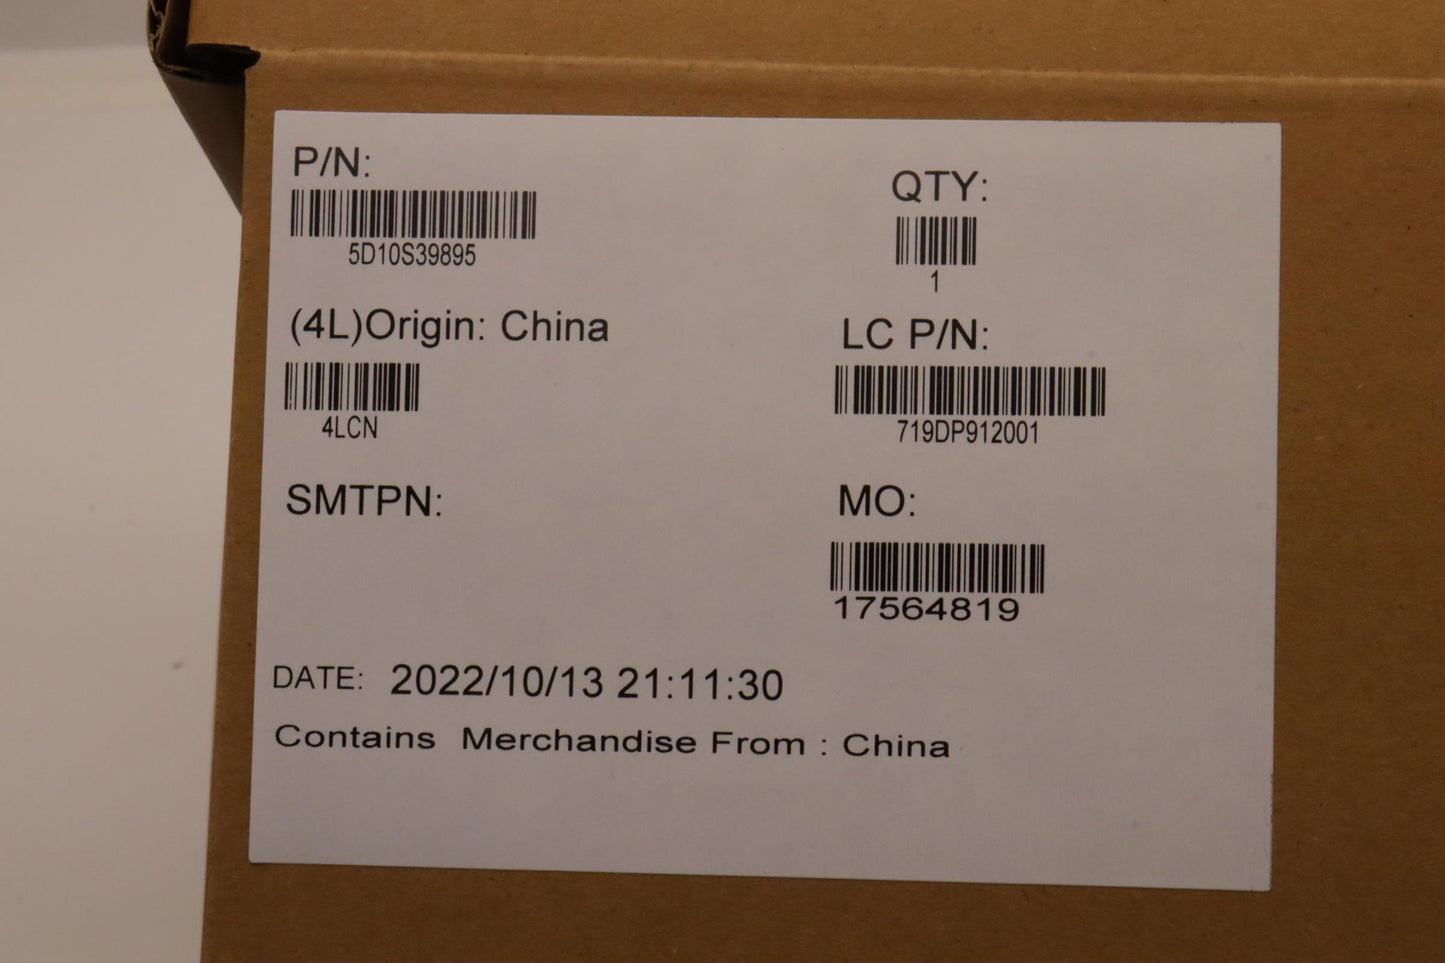 P/N:
5D10S39895
QTY:
1
(4L)Origin: China
4LCN
LC P/N:
719DP912001
SMTPN:
MO:
17564819
DATE: 2022/10/13 21:11:30
Contains Merchandise From : China